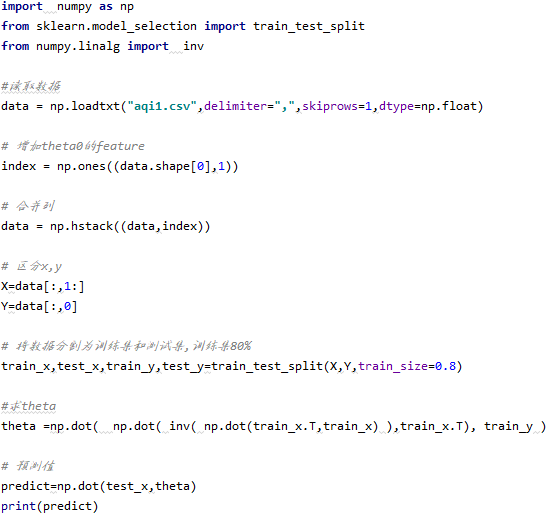 import  numpy as np
from sklearn.model_selection import train_test_split
from numpy.linalg import  inv
#读取数据
data = np.loadtxt("aqi1.csv",delimiter=",",skiprows=1,dtype=np.float)
# 增加theta0的feature
index = np.ones((data.shape[0],1))
# 合并到
data = np.hstack((data,index))
# 区分x,y
X=data[:,1:]
Y=data[:,0]
# 将数据分割为训练集和测试集,训练集80%
train_x,test_x,train_y,test_y=train_test_split(X,Y,train_size=0.8)
#求theta
theta =np.dot(  np.dot( inv( np.dot(train_x.T,train_x) ),train_x.T), train_y )
# 预测值
predict=np.dot(test_x,theta)
print(predict)